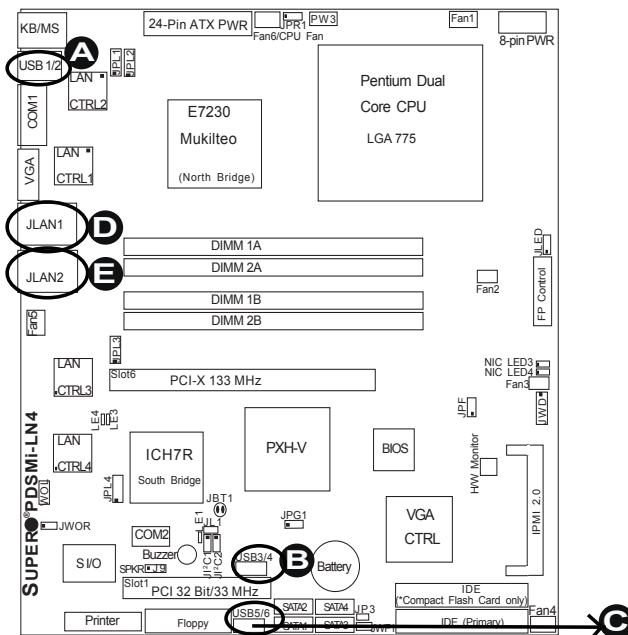 KB/MS
24-Pin ATX PWR
JPR1
PW3
Fan6/CPU Fan
Fan1
8-pin PWR
A
USB 1/2
JPL1
JPL2
LAN
CTRL2
COM1
E7230
Mukilteo
(North Bridge)
Pentium Dual
Core CPU
LGA 775
LAN
CTRL1
VGA
JLAN1
D
JLAN2
E
DIMM 1A
DIMM 2A
DIMM 1B
DIMM 2B
JLED
FP Control
Fan2
Fan5
JPL3
Slot6
PCI-X 133 MHz
LAN
CTRL3
NIC LED3
NIC LED4
Fan3
JWD
JPF
LE4
LE3
LAN
CTRL4
ICH7R
South Bridge
PXH-V
BIOS
H/W Monitor
IPMI 2.0
WOL
JPL4
JBT1
JPG1
VGA
CTRL
SUPER®PDSMi-LN4
JWOR
LE1
JL1
COM2
Buzzer
JI²C1
JI²C2
USB3/4
B
Battery
S I/O
SPKR
J9
Slot1
PCI 32 Bit/33 MHz
IDE
(*Compact Flash Card only)
Printer
Floppy
USB5/6
SATA2
SATA4
JP3
SATA1
SATA3
JWF1
IDE (Primary)
Fan4
C